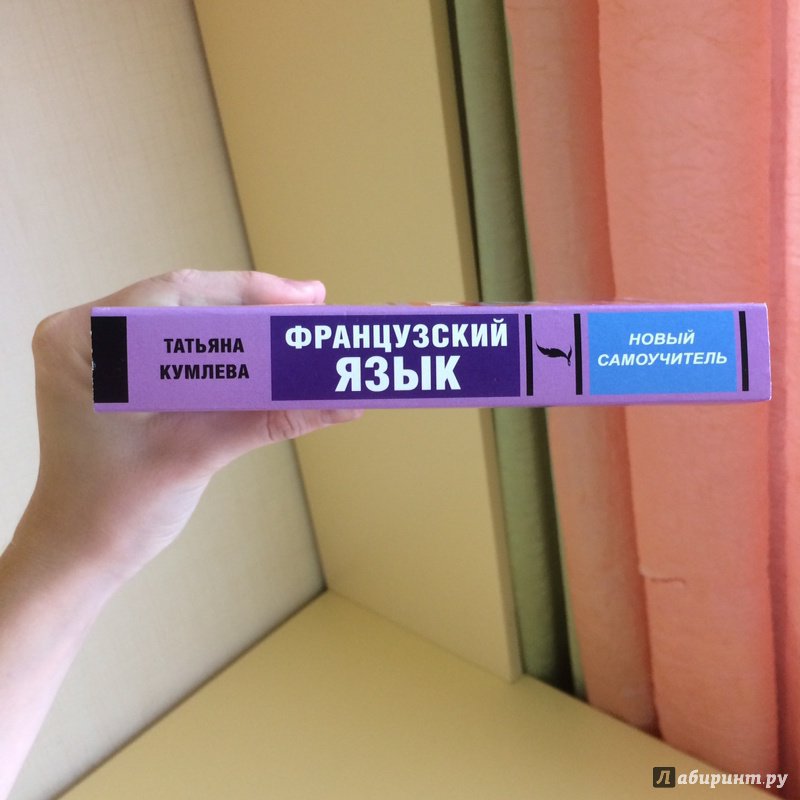 ТАТЬЯНА
КУМЛЕВА
ФРАНЦУЗСКИЙ
ЯЗЫК
НОВЫЙ
САМОУЧИТЕЛЬ
Лабиринт.ру